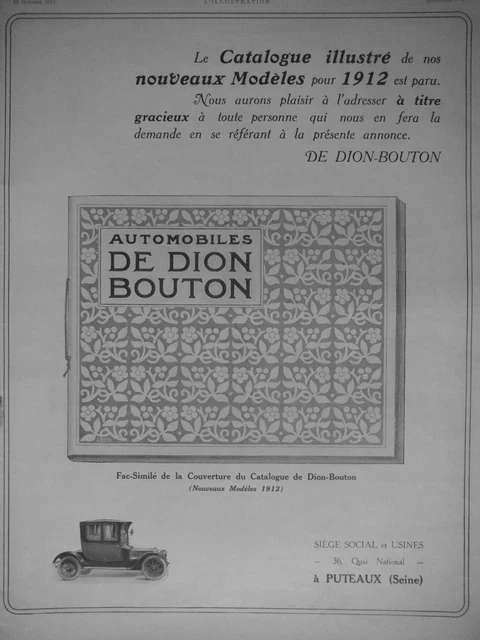 L'ILLUSTRATION
Le Catalogue illustré de nos
nouveaux Modèles pour 1912 est paru.
Nous aurons plaisir à l'adresser à titre
gracieux à toute personne qui nous en fera la
demande en se référant à la présente annonce.
DE DION-BOUTON
AUTOMOBILES
DE DION
BOUTON
Fac-Similé de la Couverture du Catalogue de Dion-Bouton
(Nouveaux Modèles 1912)
SIÈGE SOCIAL et USINES
— 36, Quai National —
à PUTEAUX (Seine)